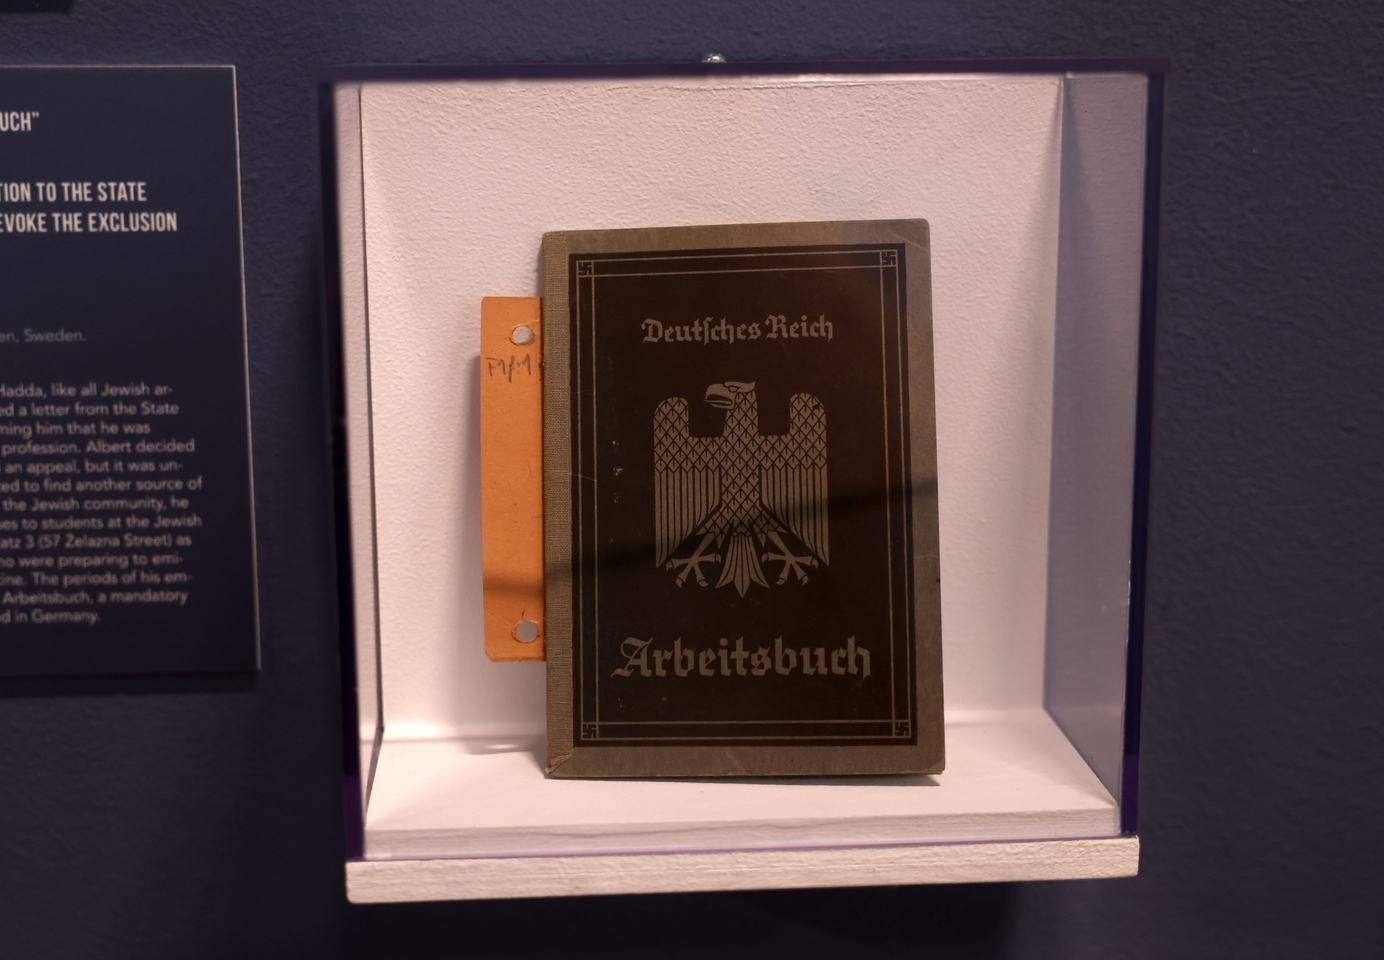 UCH"
TION TO THE STATE
EVOKE THE EXCLUSION
en, Sweden.
Hadda, like all Jewish ar-
ed a letter from the State
ming him that he was
profession. Albert decided
an appeal, but it was un-
ed to find another source of
the Jewish community, he
ses to students at the Jewish
atz 3 (57 Żelazna Street) as
ho were preparing to emi-
ine. The periods of his em-
Arbeitsbuch, a mandatory
d in Germany.
Deutſches Reich
Arbeitsbuch